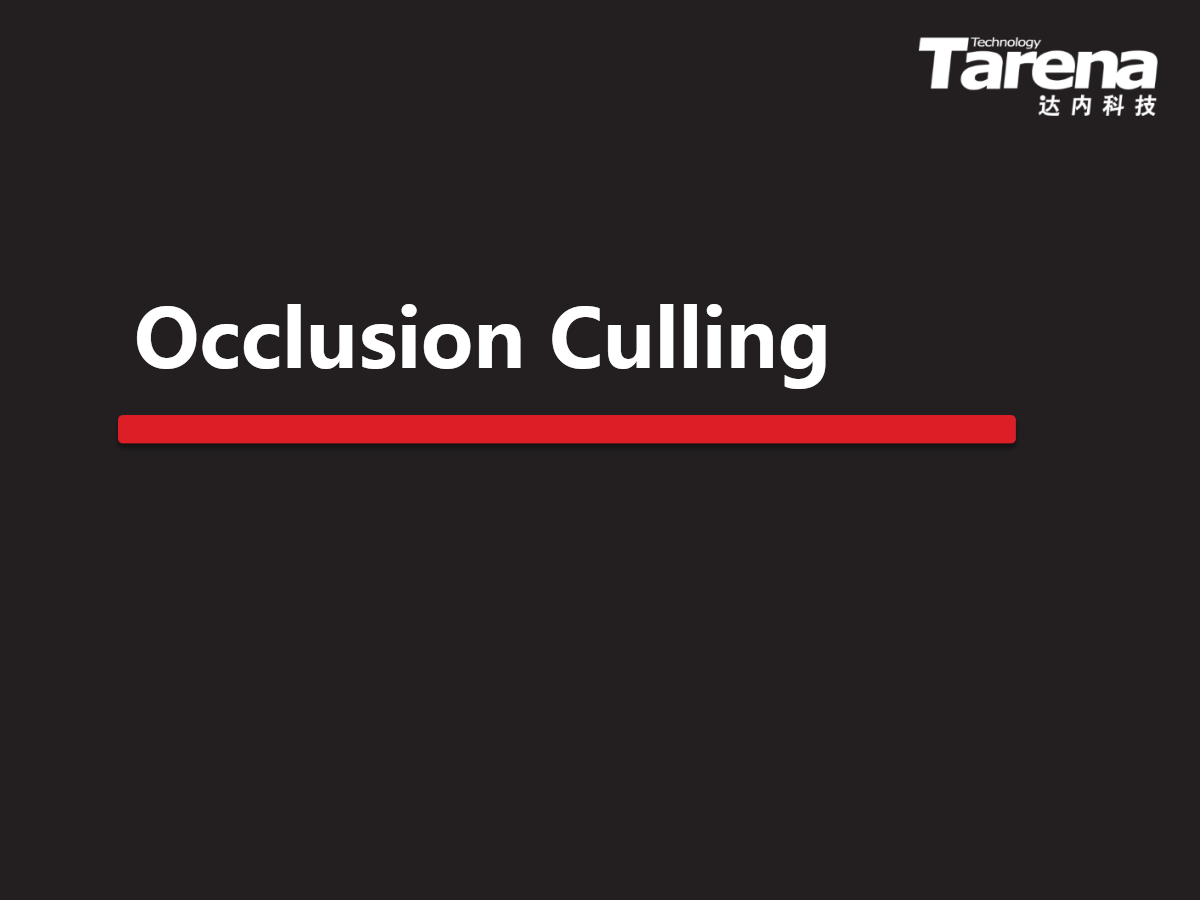 Technology
Tarena
达内科技
Occlusion Culling